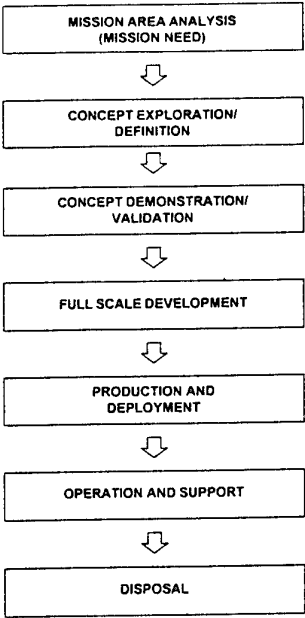 MISSION AREA ANALYSIS
(MISSION NEED)
CONCEPT EXPLORATION/
DEFINITION
CONCEPT DEMONSTRATION/
VALIDATION
FULL SCALE DEVELOPMENT
PRODUCTION AND
DEPLOYMENT
OPERATION AND SUPPORT
DISPOSAL